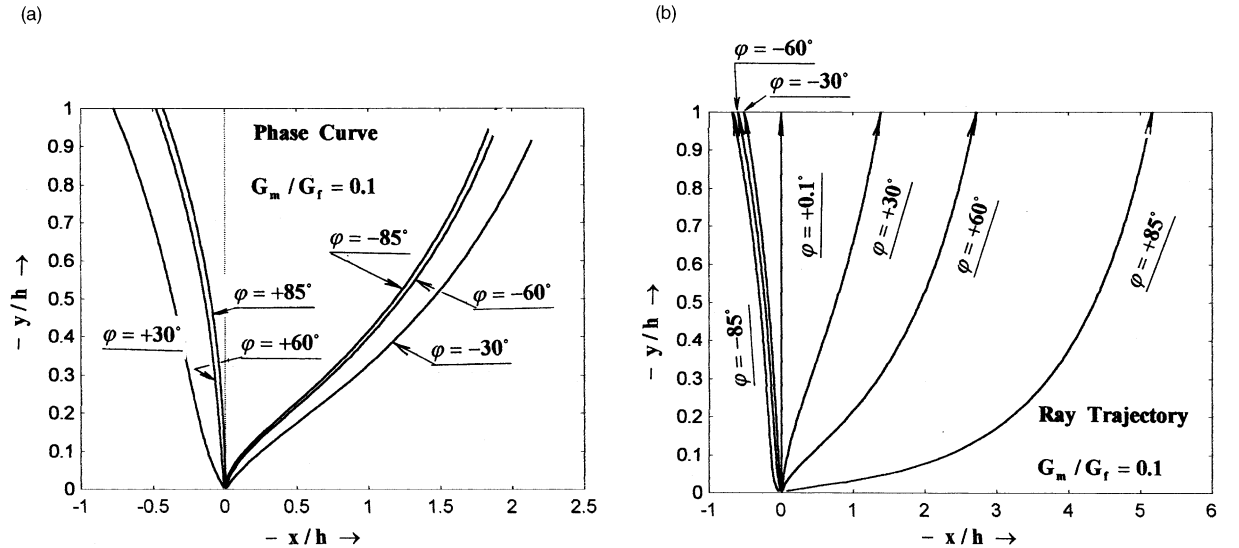 (a)
(b)
φ = −60°
φ = −30°
1
0.9
0.8
0.7
0.6
0.5
0.4
0.3
0.2
0.1
0
− y / h →
Phase Curve
G_m / G_f = 0.1
φ = −85°
φ = +85°
φ = −60°
φ = +30°
φ = +60°
φ = −30°
-1
-0.5
0
0.5
1
1.5
2
2.5
− x / h →
1
0.9
0.8
0.7
0.6
0.5
0.4
0.3
0.2
0.1
0
− y / h →
φ = −85°
φ = +0.1°
φ = +30°
φ = +60°
φ = +85°
Ray Trajectory
G_m / G_f = 0.1
-1
0
1
2
3
4
5
6
− x / h →